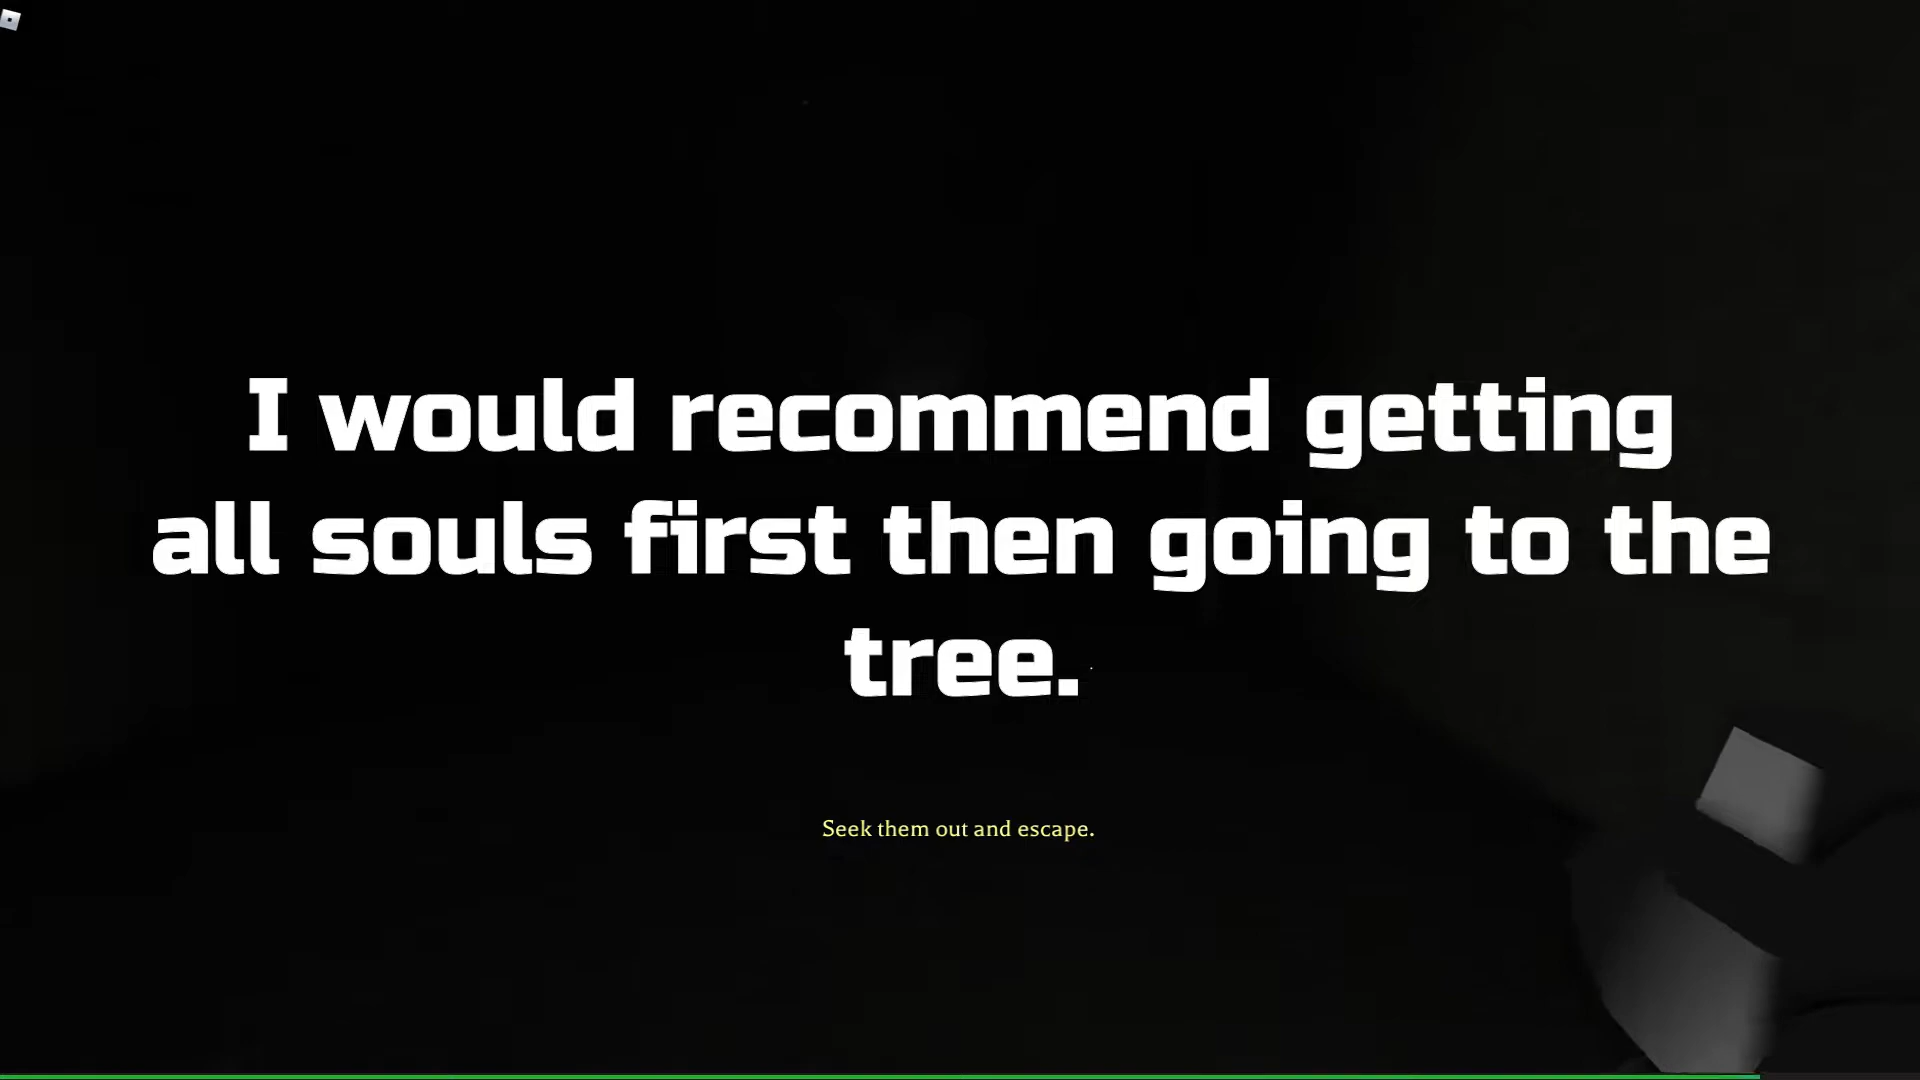 I would recommend getting
all souls first then going to the
tree.
Seek them out and escape.